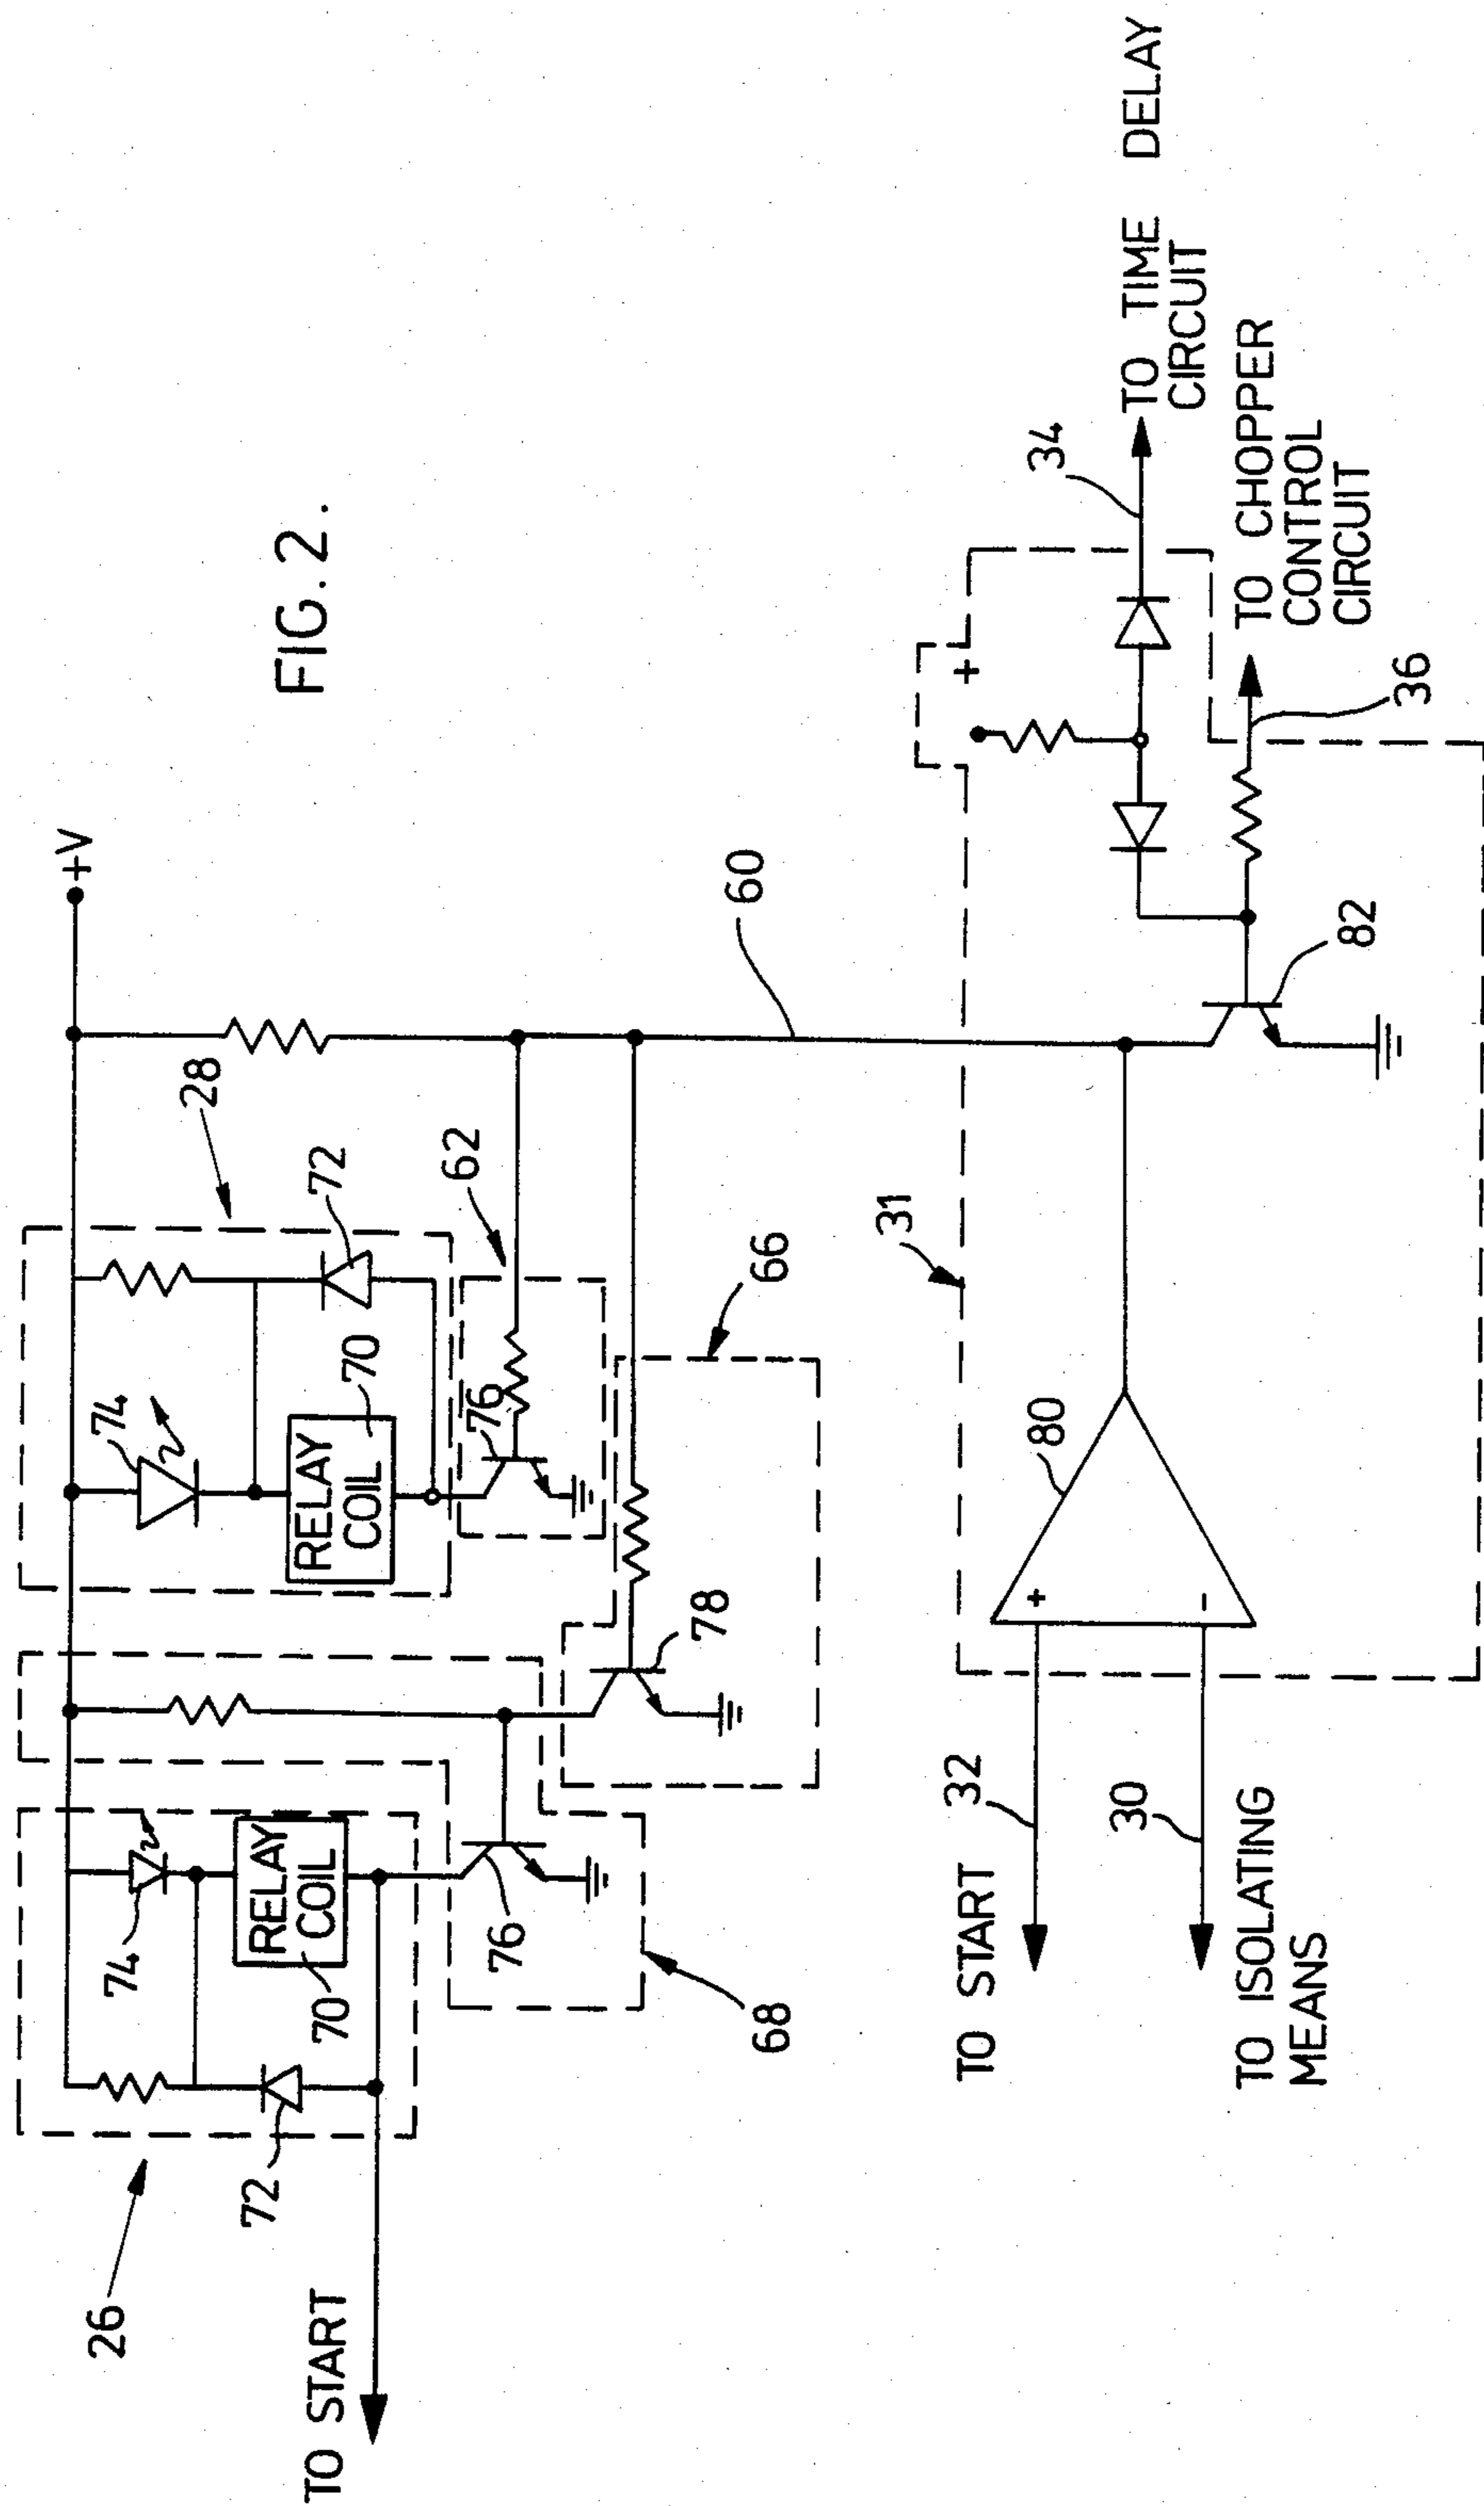 FIG. 2.
+V
26
28
74
72
70
RELAY
COIL
74
72
70
RELAY
COIL
62
76
76
66
78
68
60
TO START
31
80
+
-
32
TO START
30
TO ISOLATING
MEANS
+
34
TO TIME DELAY
CIRCUIT
36
TO CHOPPER
CONTROL
CIRCUIT
82